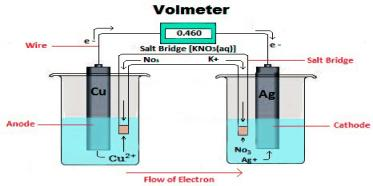 Volmeter
0.460
e -
e -
Wire
Salt Bridge [KNO₃(aq)]
No₃
K+
Salt Bridge
Cu
Ag
Anode
Cathode
Cu²⁺
No₃
Ag+
Flow of Electron